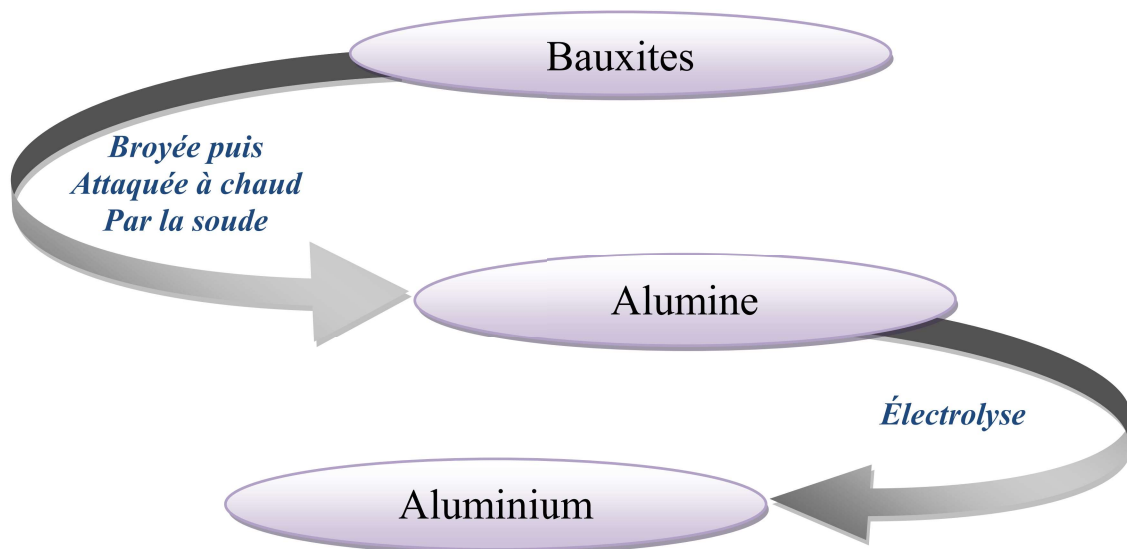 Bauxites
Broyée puis
Attaquée à chaud
Par la soude
Alumine
Électrolyse
Aluminium